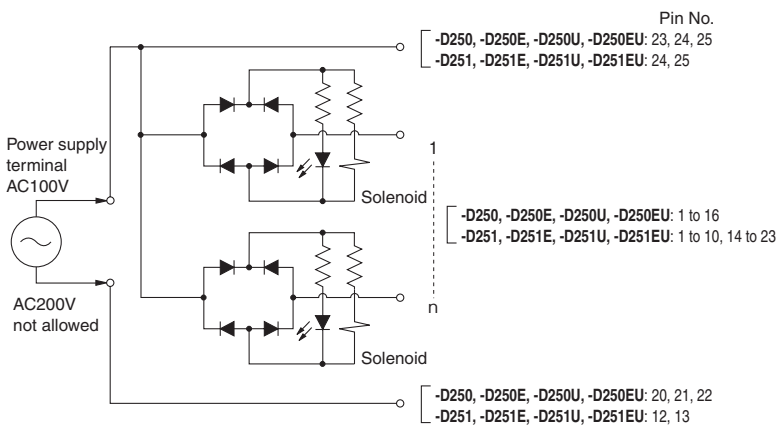 Pin No.
-D250, -D250E, -D250U, -D250EU: 23, 24, 25
-D251, -D251E, -D251U, -D251EU: 24, 25
Power supply
terminal
AC100V
1
Solenoid
-D250, -D250E, -D250U, -D250EU: 1 to 16
-D251, -D251E, -D251U, -D251EU: 1 to 10, 14 to 23
AC200V
not allowed
n
Solenoid
-D250, -D250E, -D250U, -D250EU: 20, 21, 22
-D251, -D251E, -D251U, -D251EU: 12, 13